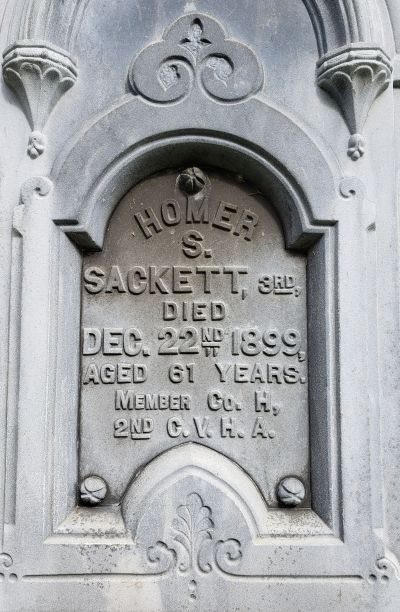 HOMER
S.
SACKETT, 3RD,
DIED
DEC. 22ND 1899,
AGED 61 YEARS.
MEMBER CO. H,
2ND C. V. H. A.